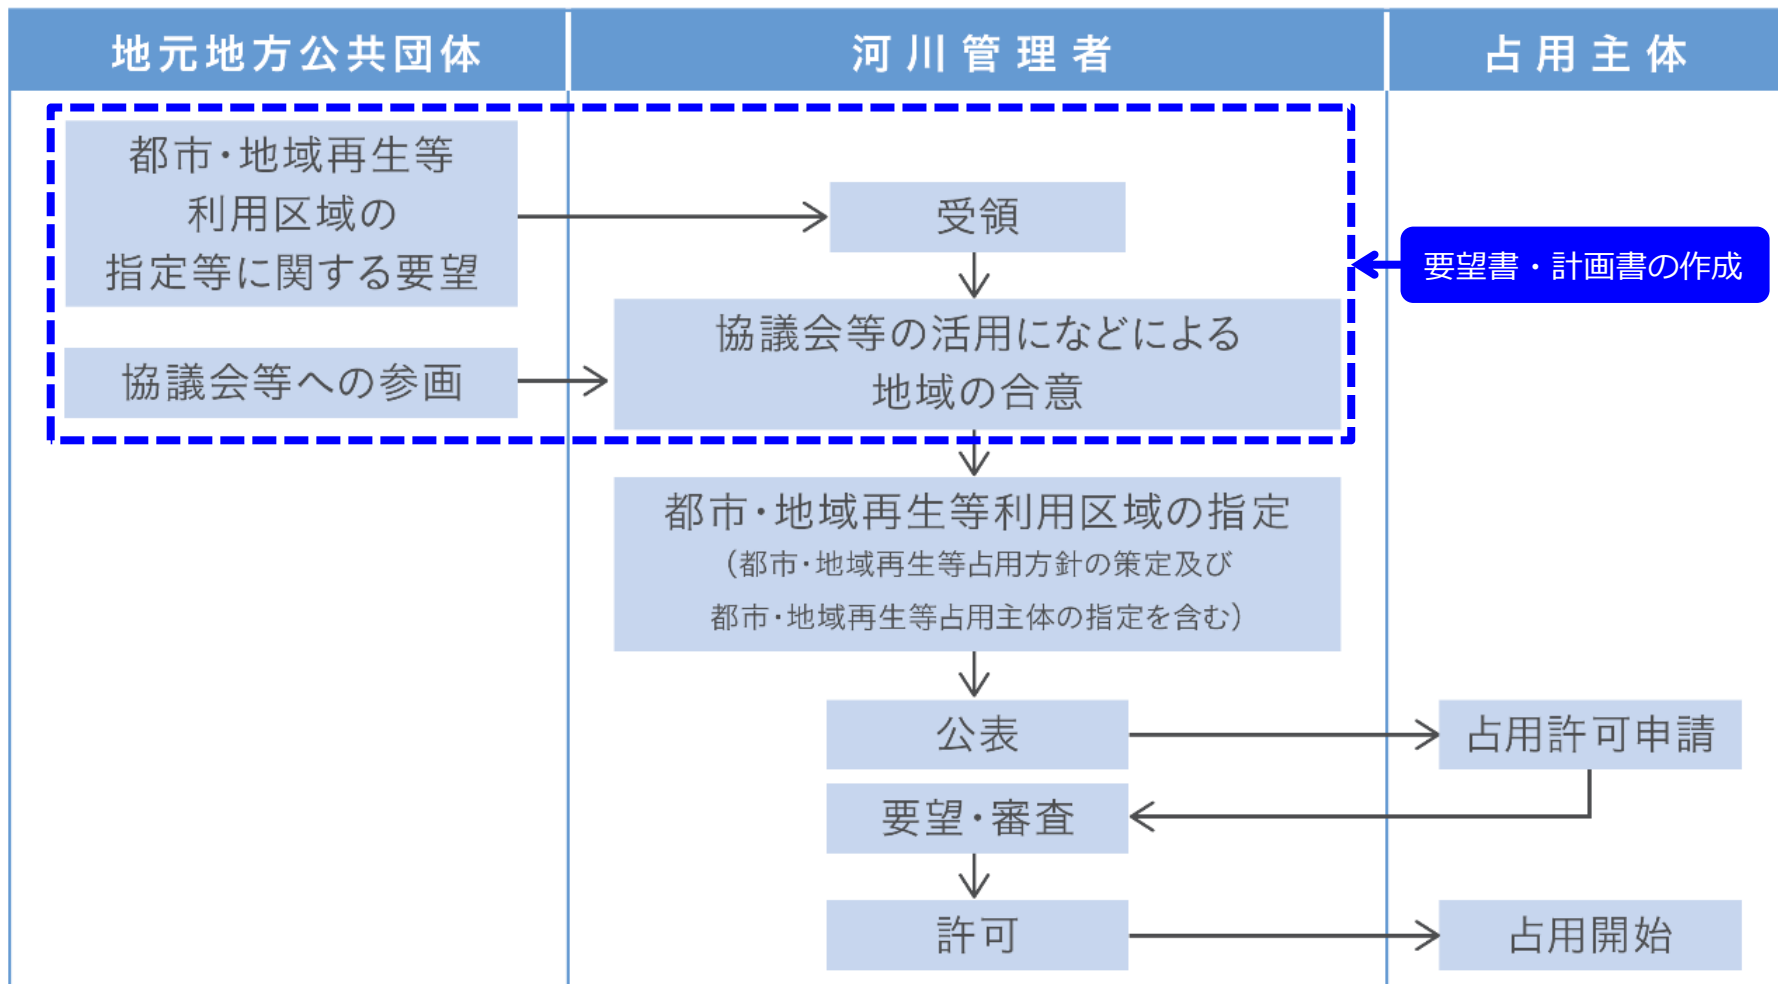 地元地方公共団体
河川管理者
占用主体
都市・地域再生等
利用区域の
指定等に関する要望
受領
要望書・計画書の作成
協議会等の活用になどによる
地域の合意
協議会等への参画
都市・地域再生等利用区域の指定
(都市・地域再生等占用方針の策定及び
都市・地域再生等占用主体の指定を含む)
公表
占用許可申請
要望・審査
許可
占用開始